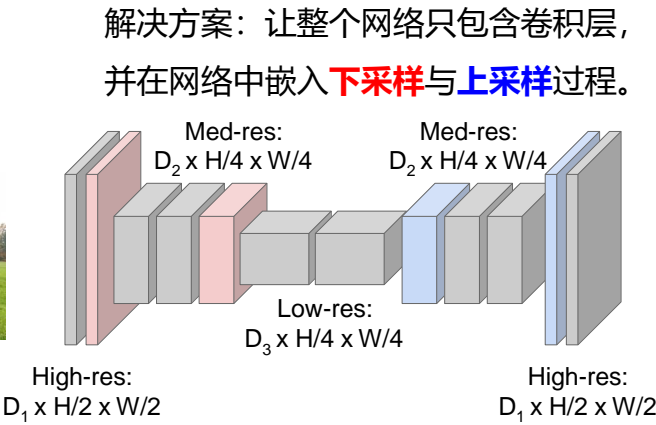 解决方案：让整个网络只包含卷积层，
并在网络中嵌入下采样与上采样过程。
Med-res:
D₂ x H/4 x W/4
Med-res:
D₂ x H/4 x W/4
Low-res:
D₃ x H/4 x W/4
High-res:
D₁ x H/2 x W/2
High-res:
D₁ x H/2 x W/2